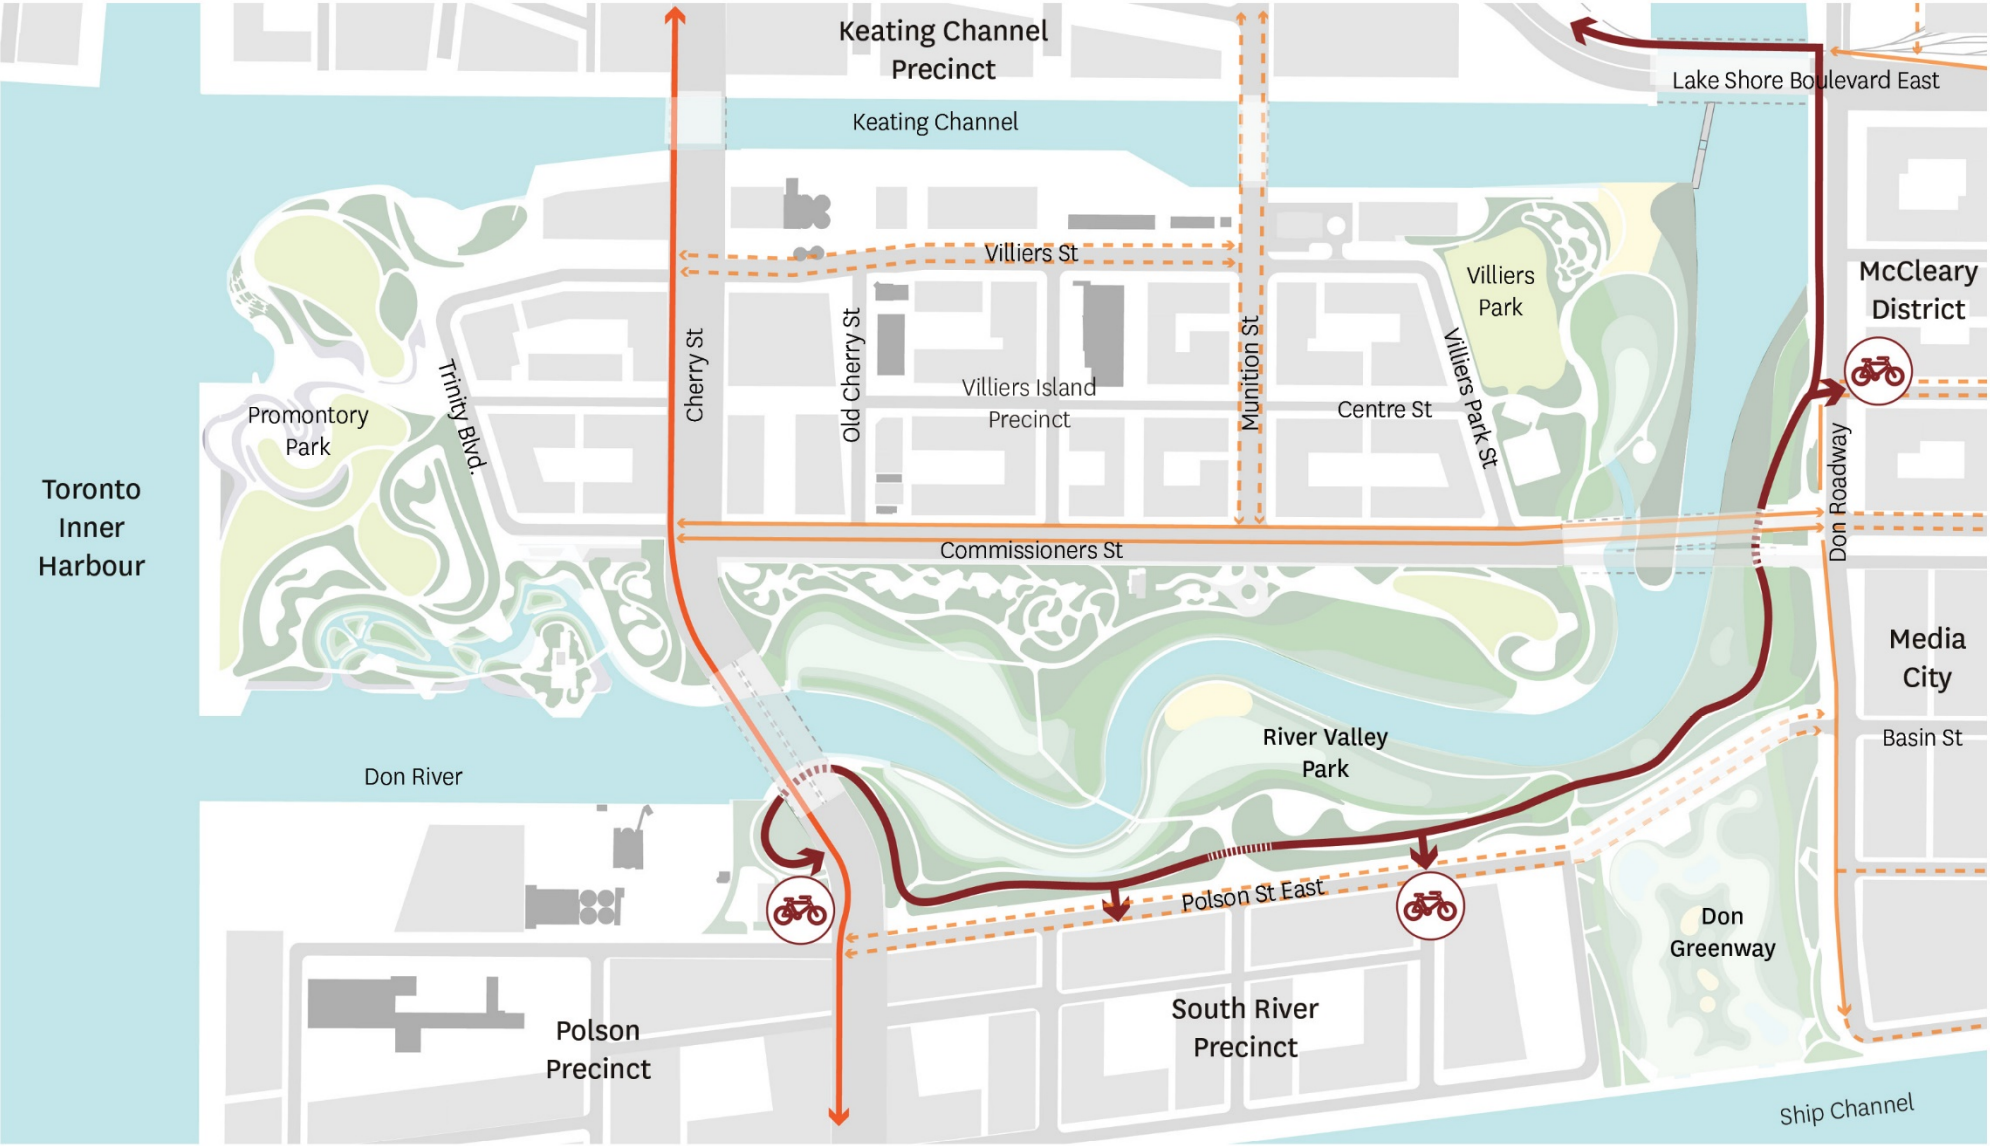 Keating Channel
Precinct
Lake Shore Boulevard East
Keating Channel
Villiers St
Villiers
Park
McCleary
District
Cherry St
Old Cherry St
Munition St
Villiers Park St
Trinity Blvd.
Villiers Island
Precinct
Centre St
Promontory
Park
Don Roadway
Toronto
Inner
Harbour
Commissioners St
Media
City
River Valley
Park
Basin St
Don River
Polson St East
Don
Greenway
South River
Precinct
Polson
Precinct
Ship Channel